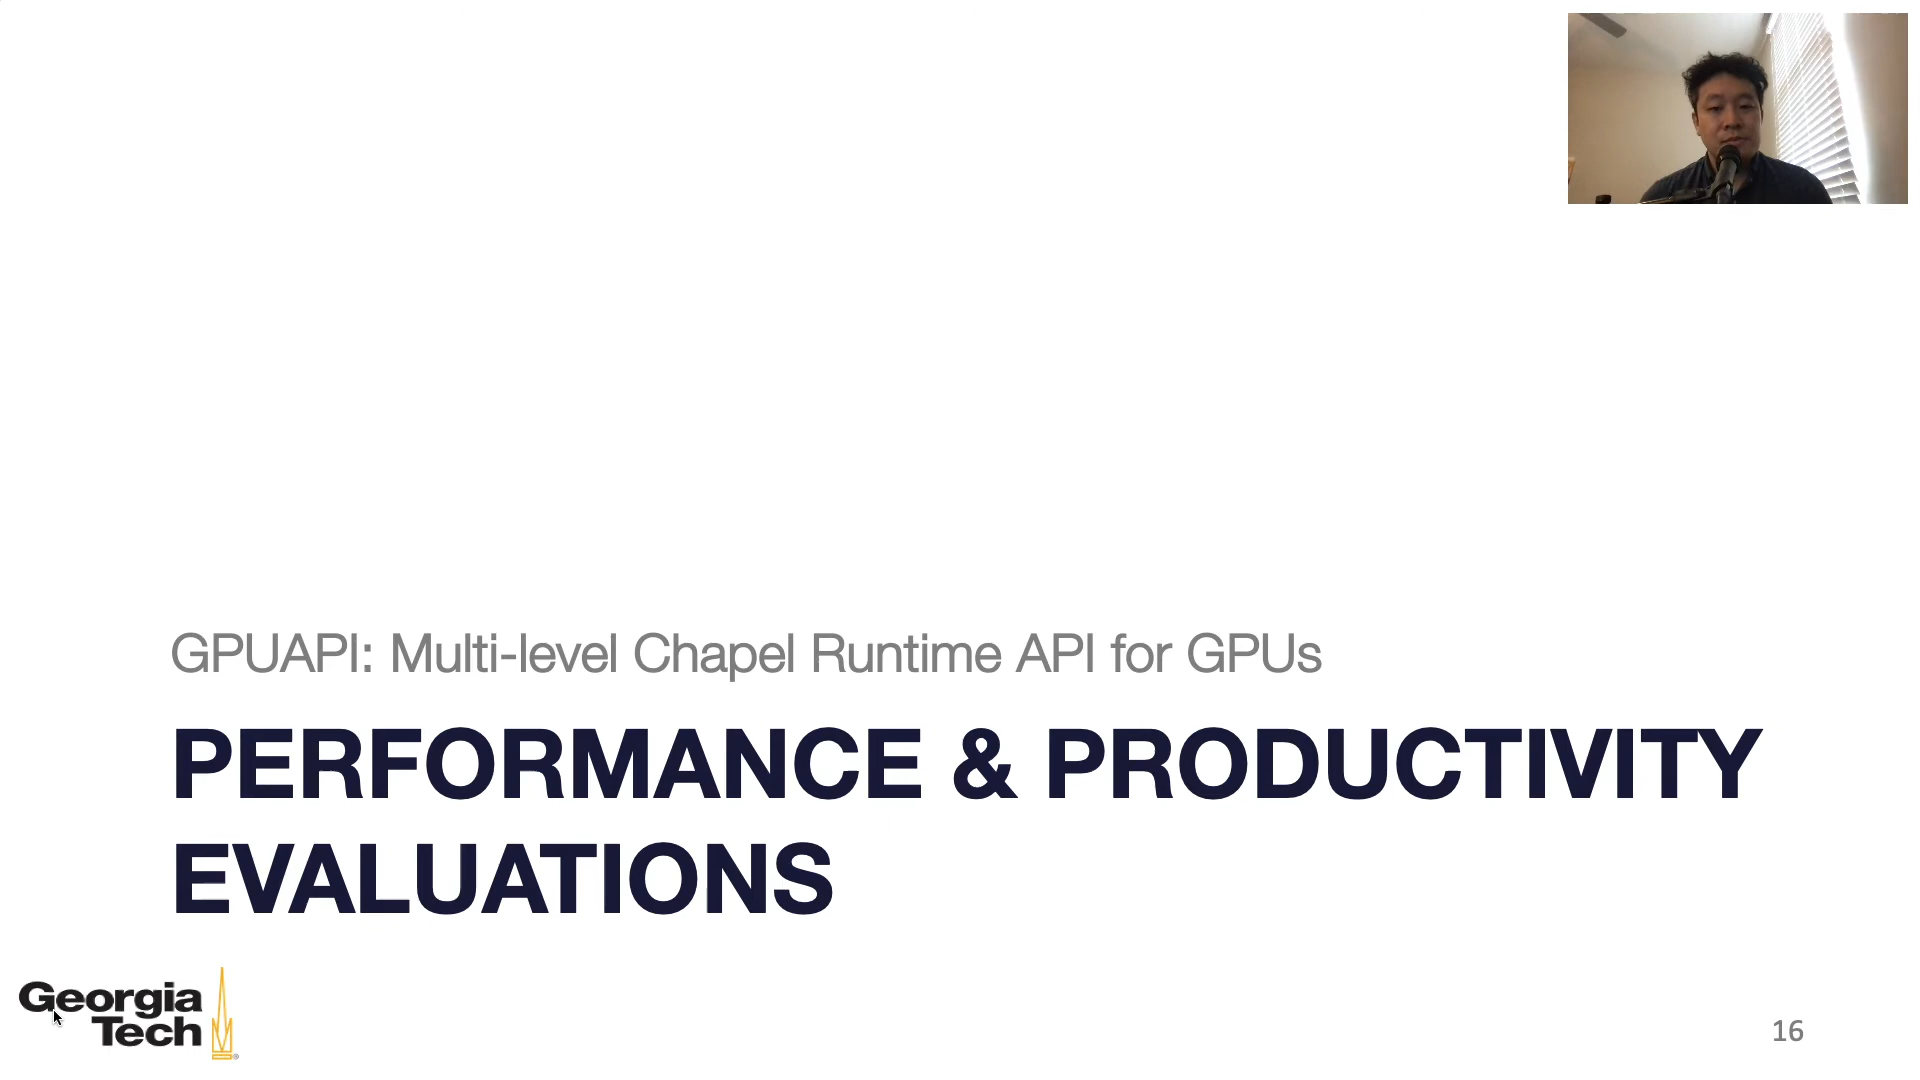 GPUAPI: Multi-level Chapel Runtime API for GPUs
PERFORMANCE & PRODUCTIVITY
EVALUATIONS
Georgia
Tech
16